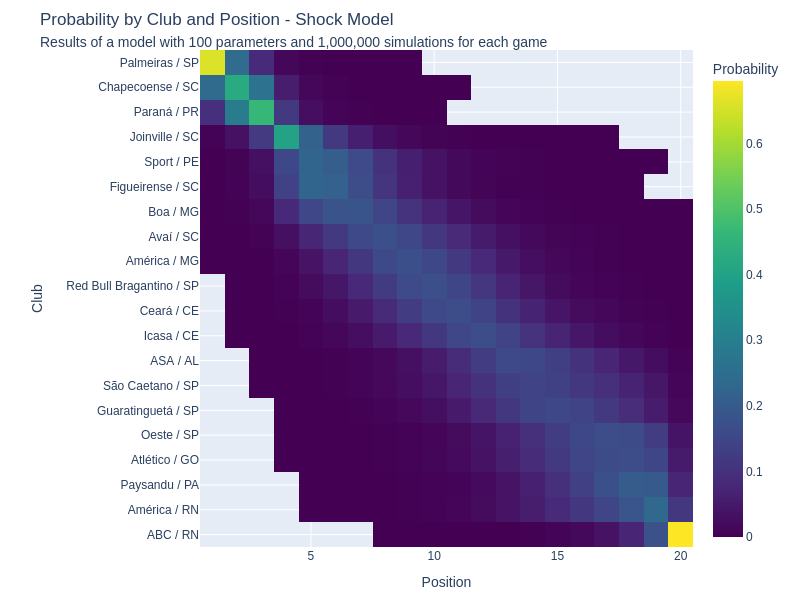 Probability by Club and Position - Shock Model
Results of a model with 100 parameters and 1,000,000 simulations for each game
Probability
Palmeiras / SP
Chapecoense / SC
Paraná / PR
Joinville / SC
Sport / PE
Figueirense / SC
Boa / MG
Avaí / SC
América / MG
Red Bull Bragantino / SP
Ceará / CE
Icasa / CE
ASA / AL
São Caetano / SP
Guaratinguetá / SP
Oeste / SP
Atlético / GO
Paysandu / PA
América / RN
ABC / RN
Club
5
10
15
20
Position
0.6
0.5
0.4
0.3
0.2
0.1
0